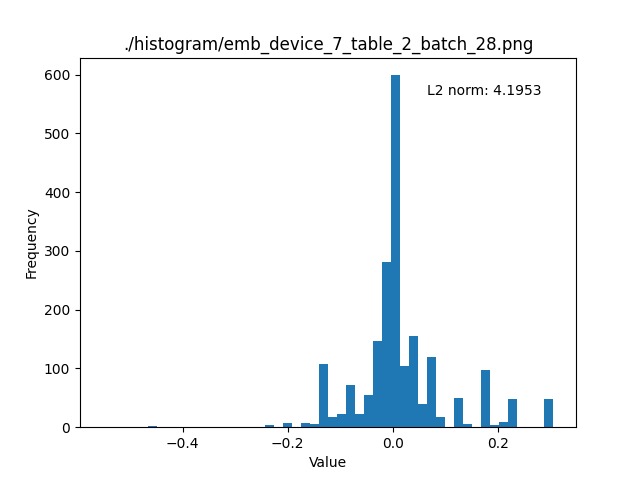 ./histogram/emb_device_7_table_2_batch_28.png
L2 norm: 4.1953
600
500
400
300
200
100
0
Frequency
−0.4
−0.2
0.0
0.2
Value